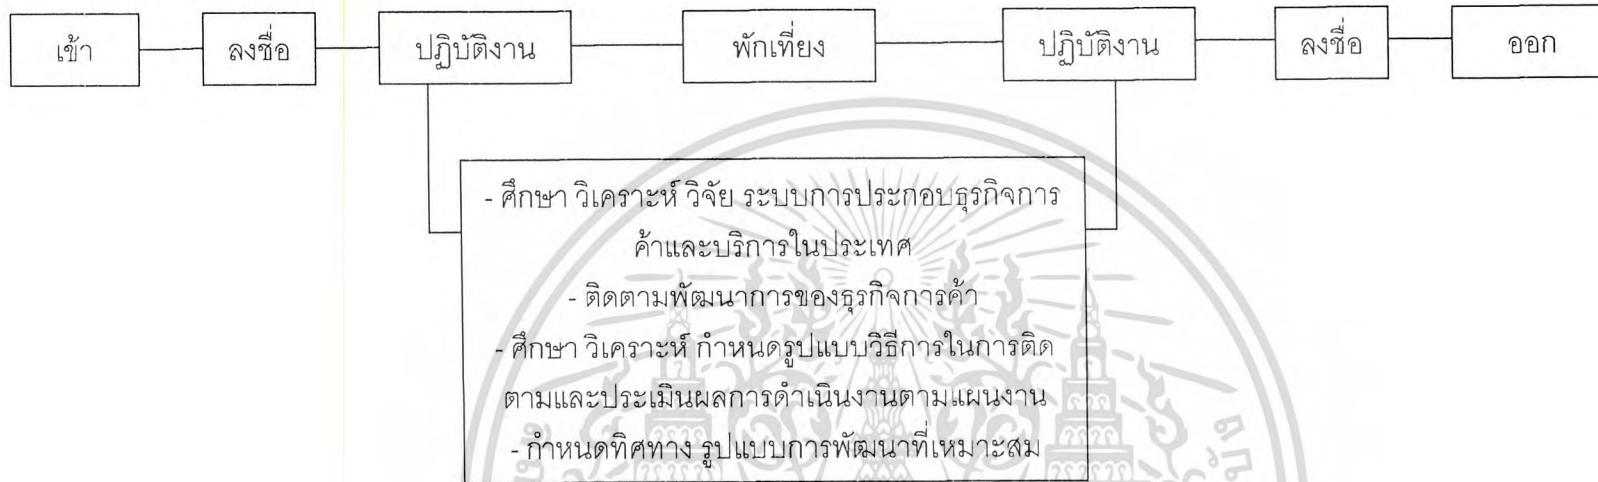 เข้า
ลงชื่อ
ปฏิบัติงาน
พักเที่ยง
ปฏิบัติงาน
ลงชื่อ
ออก
- ศึกษา วิเคราะห์ วิจัย ระบบการประกอบธุรกิจการ
ค้าและบริการในประเทศ
- ติดตามพัฒนาการของธุรกิจการค้า
- ศึกษา วิเคราะห์ กำหนดรูปแบบวิธีการในการติด
ตามและประเมินผลการดำเนินงานตามแผนงาน
- กำหนดทิศทาง รูปแบบการพัฒนาที่เหมาะสม